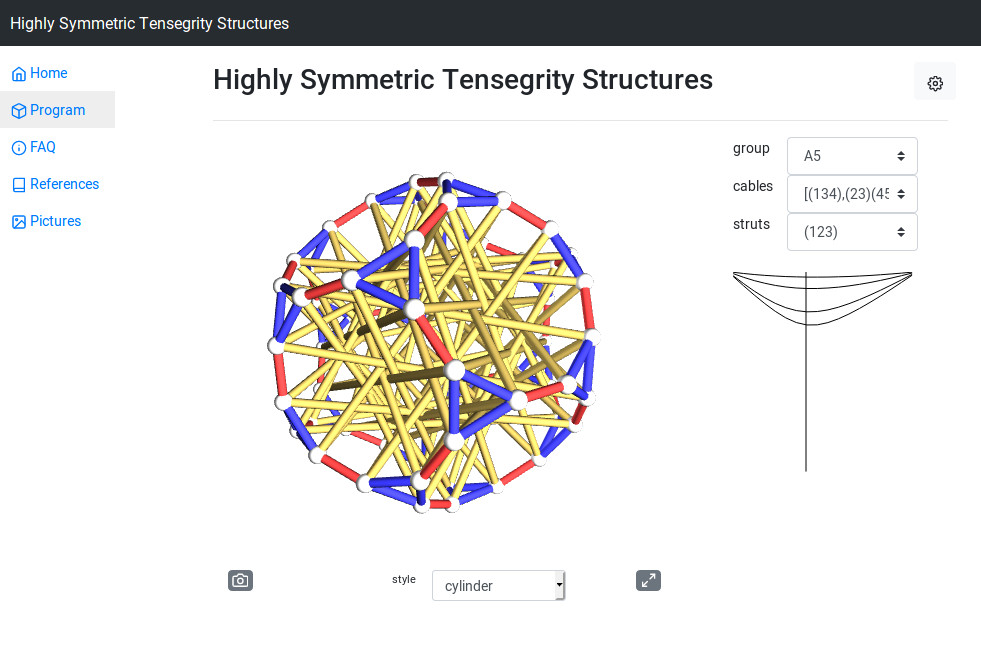 Highly Symmetric Tensegrity Structures
Home
Program
FAQ
References
Pictures
Highly Symmetric Tensegrity Structures
group
A5
cables
[(134),(23)(45
struts
(123)
style
cylinder